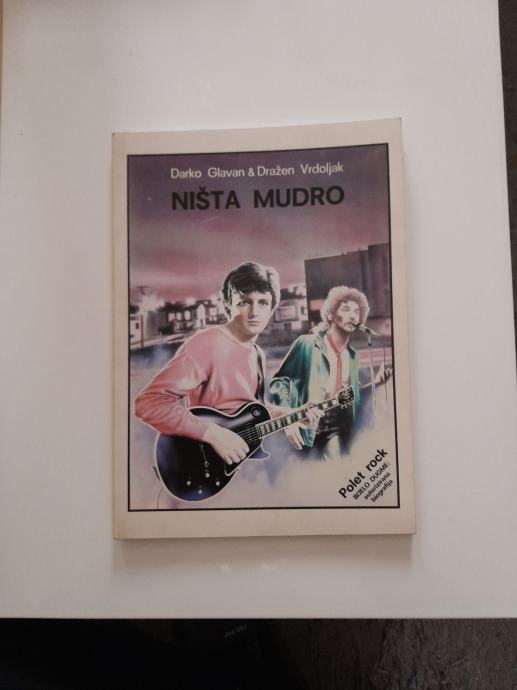 Darko Glavan & Dražen Vrdoljak
NIŠTA MUDRO
Polet rock
BIJELO DUGME:
autorizirana
biografija